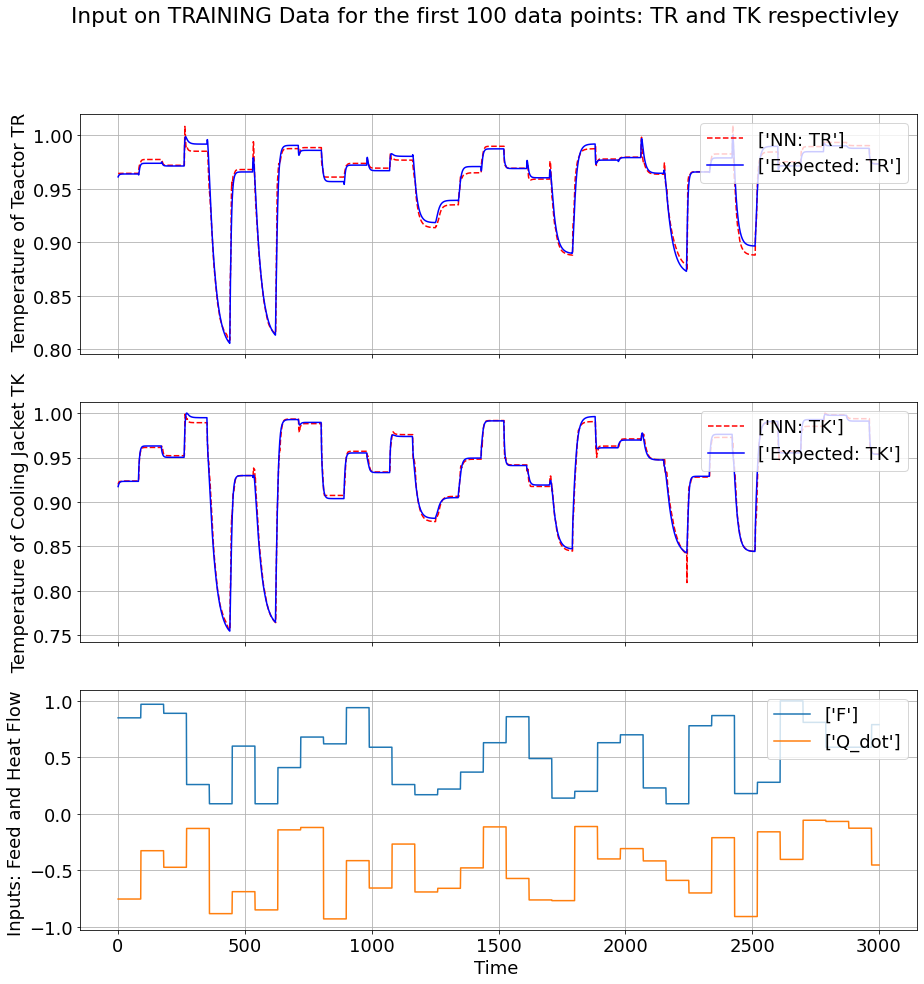 Input on TRAINING Data for the first 100 data points: TR and TK respectivley
Temperature of Teactor TR
1.00
0.95
0.90
0.85
0.80
['NN: TR']
['Expected: TR']
Temperature of Cooling Jacket TK
1.00
0.95
0.90
0.85
0.80
0.75
['NN: TK']
['Expected: TK']
Inputs: Feed and Heat Flow
1.0
0.5
0.0
−0.5
−1.0
['F']
['Q_dot']
0 500 1000 1500 2000 2500 3000
Time